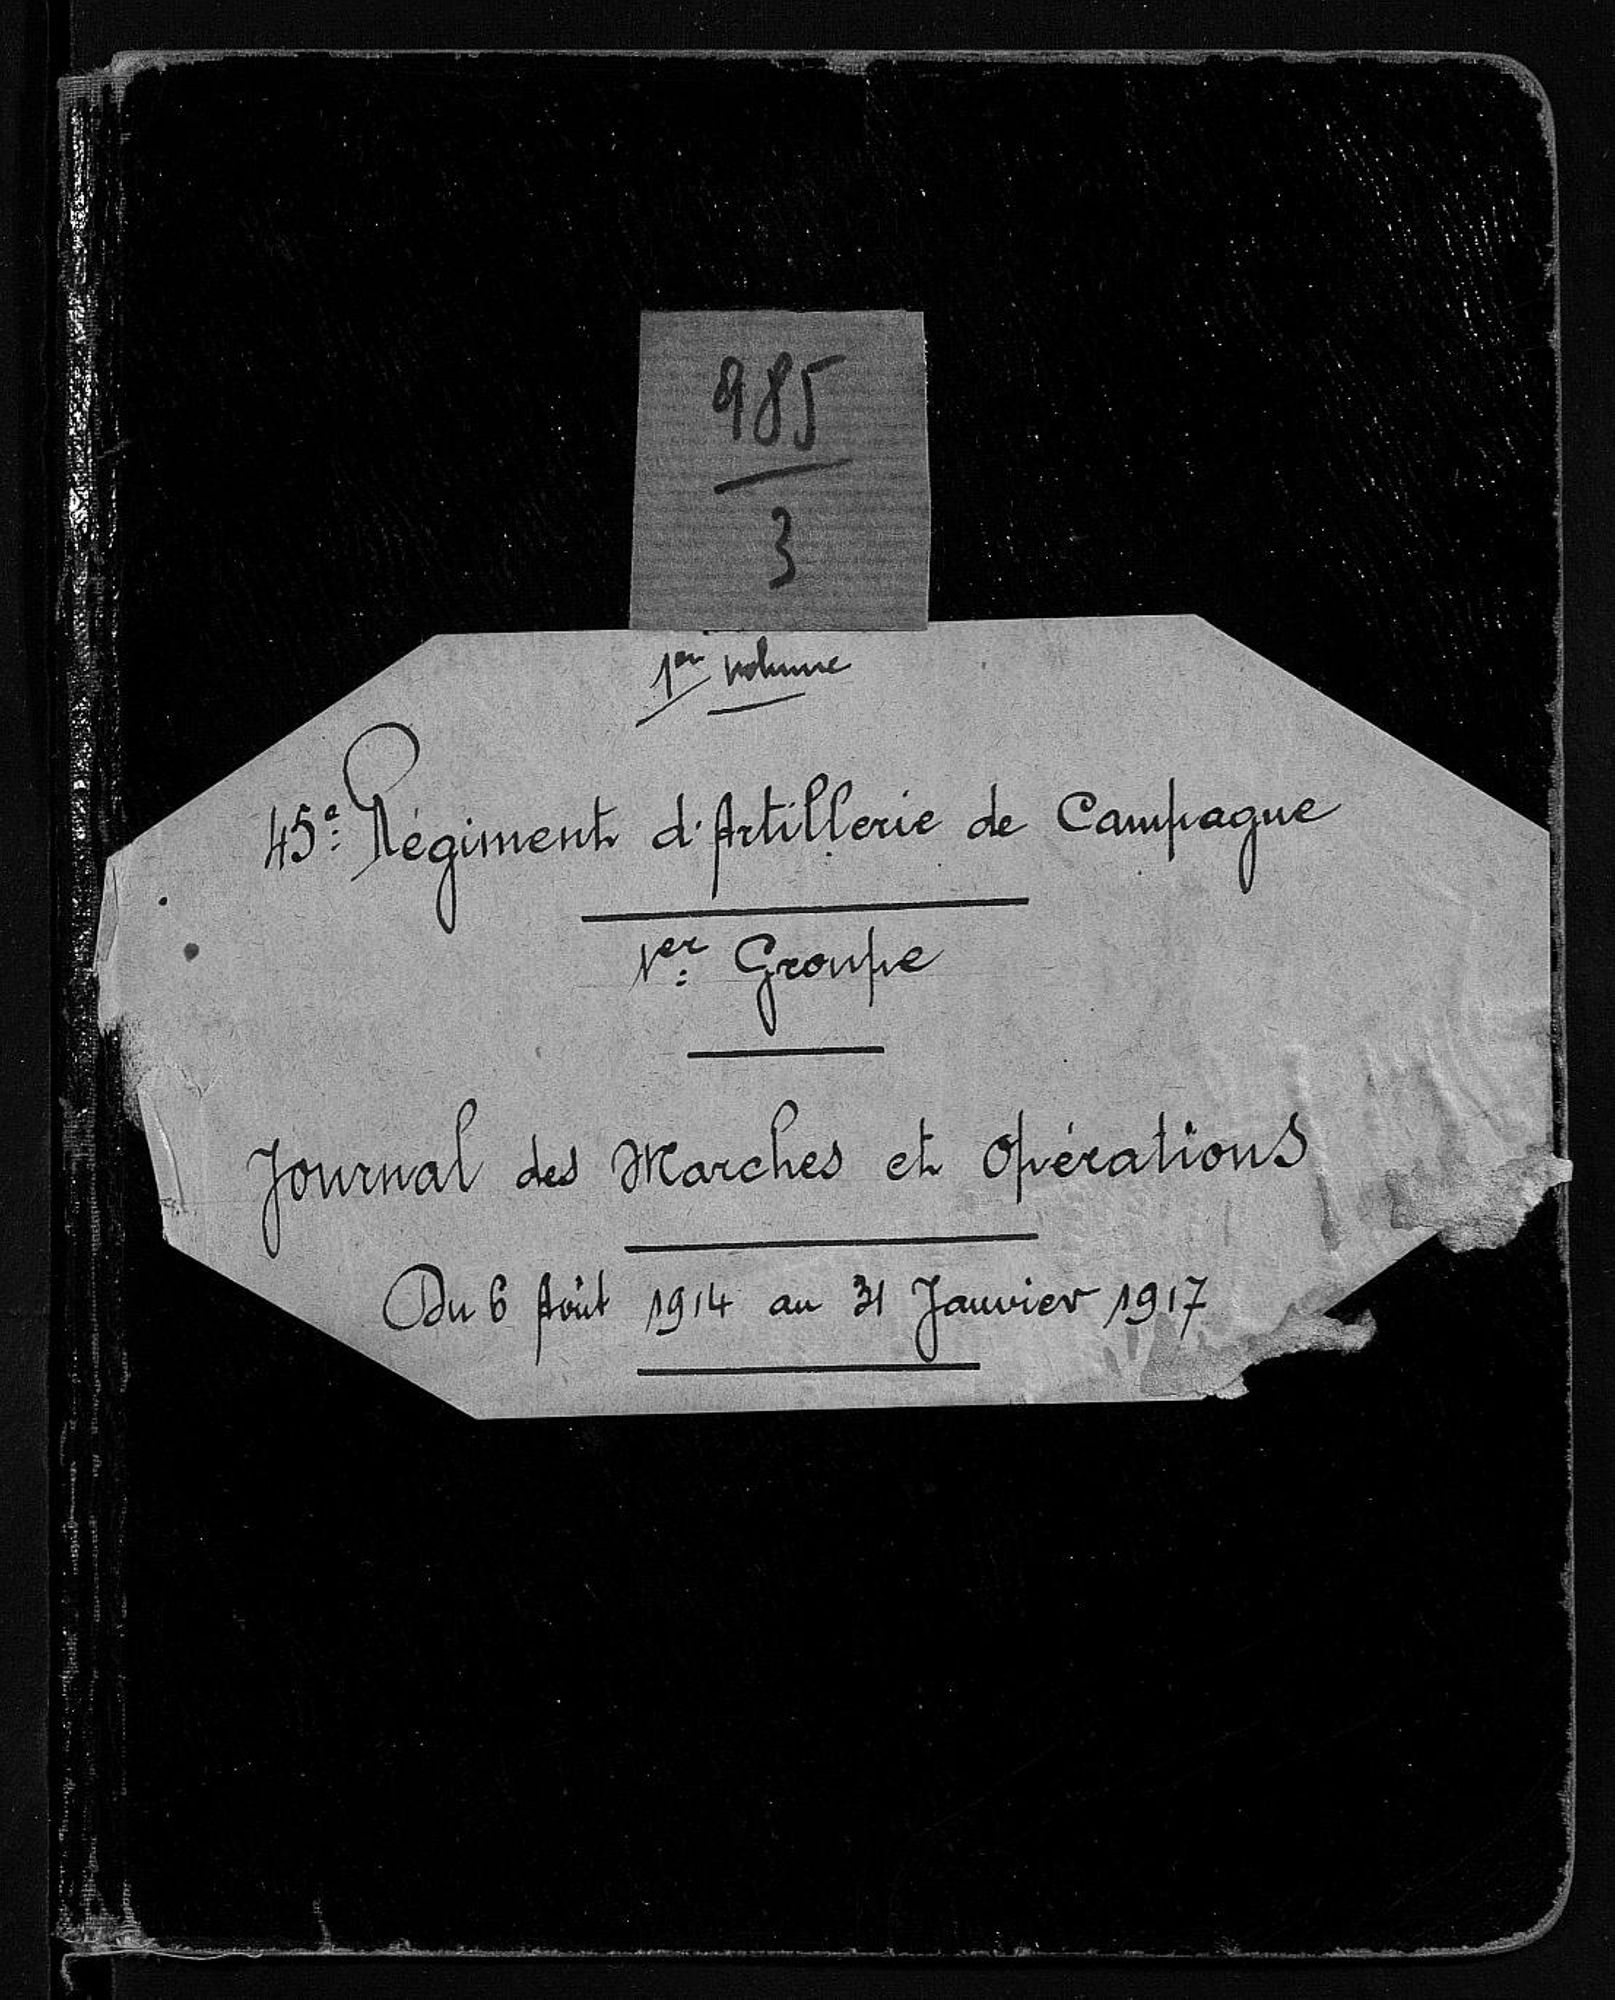 985
3
1er volume
45e Régiment d'Artillerie de Campagne
1er Groupe
Journal des Marches et Opérations
Du 6 Août 1914 au 31 Janvier 1917